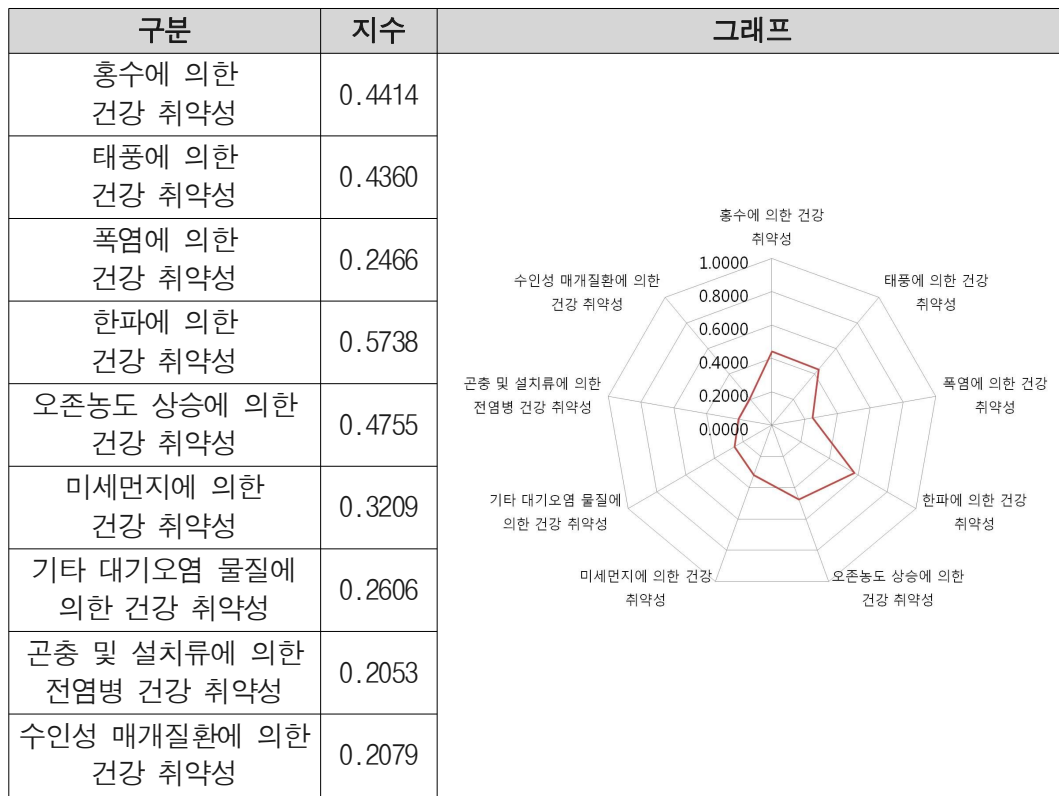 구분
지수
그래프
홍수에 의한
건강 취약성
0.4414
태풍에 의한
건강 취약성
0.4360
폭염에 의한
건강 취약성
0.2466
한파에 의한
건강 취약성
0.5738
오존농도 상승에 의한
건강 취약성
0.4755
미세먼지에 의한
건강 취약성
0.3209
기타 대기오염 물질에
의한 건강 취약성
0.2606
곤충 및 설치류에 의한
전염병 건강 취약성
0.2053
수인성 매개질환에 의한
건강 취약성
0.2079
홍수에 의한 건강
취약성
태풍에 의한 건강
취약성
폭염에 의한 건강
취약성
한파에 의한 건강
취약성
오존농도 상승에 의한
건강 취약성
미세먼지에 의한 건강
취약성
기타 대기오염 물질에
의한 건강 취약성
곤충 및 설치류에 의한
전염병 건강 취약성
수인성 매개질환에 의한
건강 취약성
1.0000
0.8000
0.6000
0.4000
0.2000
0.0000